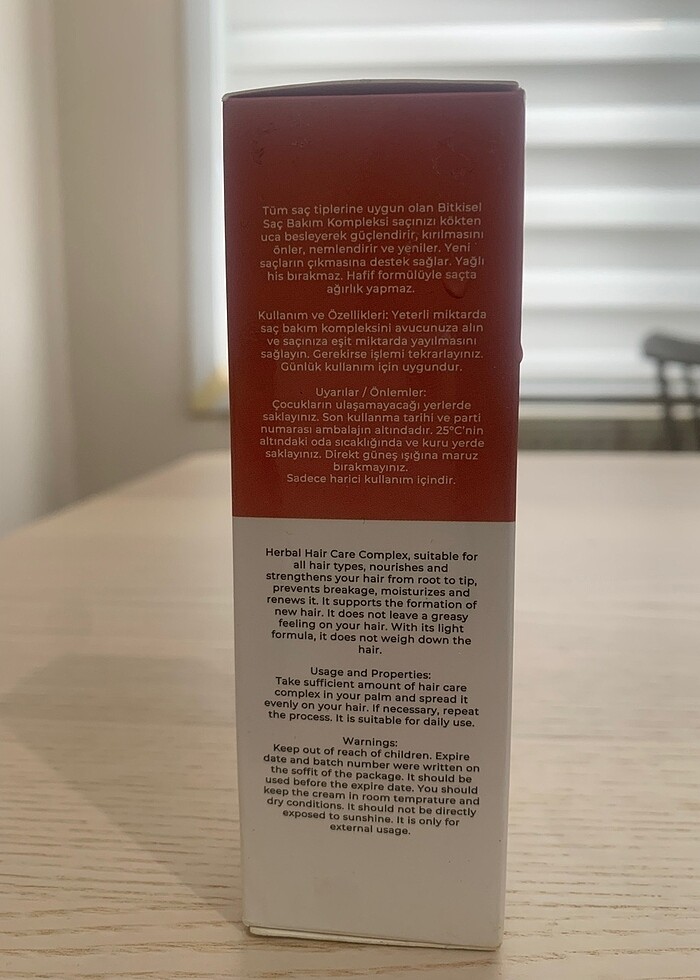 Tüm saç tiplerine uygun olan Bitkisel
Saç Bakım Kompleksi saçınızı kökten
uca besleyerek güçlendirir, kırılmasını
önler, nemlendirir ve yeniler. Yeni
saçların çıkmasına destek sağlar. Yağlı
his bırakmaz. Hafif formülüyle saçta
ağırlık yapmaz.
Kullanım ve Özellikleri: Yeterli miktarda
saç bakım kompleksini avucunuza alın
ve saçınıza eşit miktarda yayılmasını
sağlayın. Gerekirse işlemi tekrarlayınız.
Günlük kullanım için uygundur.
Uyarılar / Önlemler:
Çocukların ulaşamayacağı yerlerde
saklayınız. Son kullanma tarihi ve parti
numarası ambalajın altındadır. 25°C'nin
altındaki oda sıcaklığında ve kuru yerde
saklayınız. Direkt güneş ışığına maruz
bırakmayınız.
Sadece harici kullanım içindir.
Herbal Hair Care Complex, suitable for
all hair types, nourishes and
strengthens your hair from root to tip,
prevents breakage, moisturizes and
renews it. It supports the formation of
new hair. It does not leave a greasy
feeling on your hair. With its light
formula, it does not weigh down the
hair.
Usage and Properties:
Take sufficient amount of hair care
complex in your palm and spread it
evenly on your hair. If necessary, repeat
the process. It is suitable for daily use.
Warnings:
Keep out of reach of children. Expire
date and batch number were written on
the soffit of the package. It should be
used before the expire date. You should
keep the cream in room temprature and
dry conditions. It should not be directly
exposed to sunshine. It is only for
external usage.